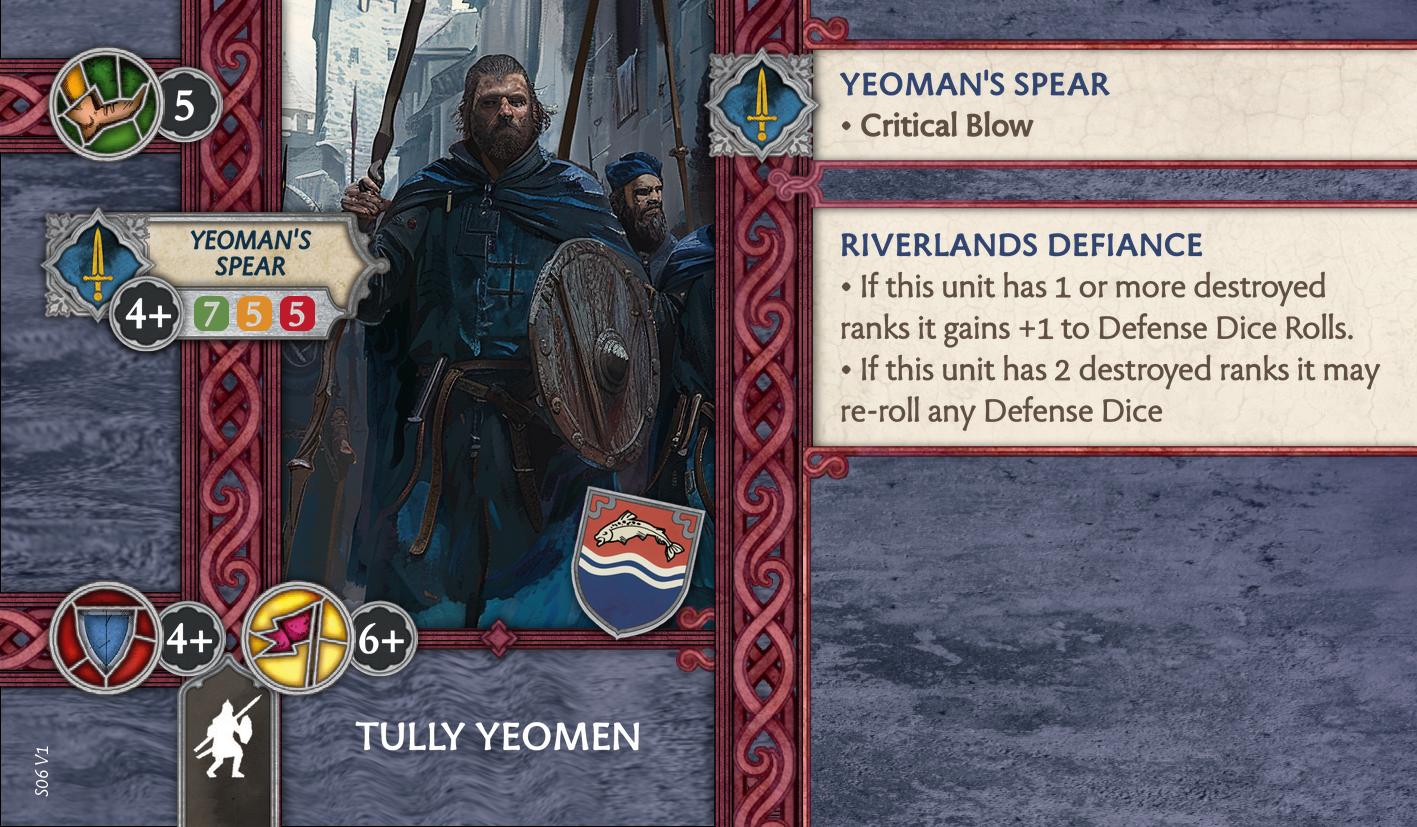 5
YEOMAN'S
SPEAR
4+
7 5 5
4+
6+
TULLY YEOMEN
S06 V1
YEOMAN'S SPEAR
• Critical Blow
RIVERLANDS DEFIANCE
• If this unit has 1 or more destroyed
ranks it gains +1 to Defense Dice Rolls.
• If this unit has 2 destroyed ranks it may
re-roll any Defense Dice